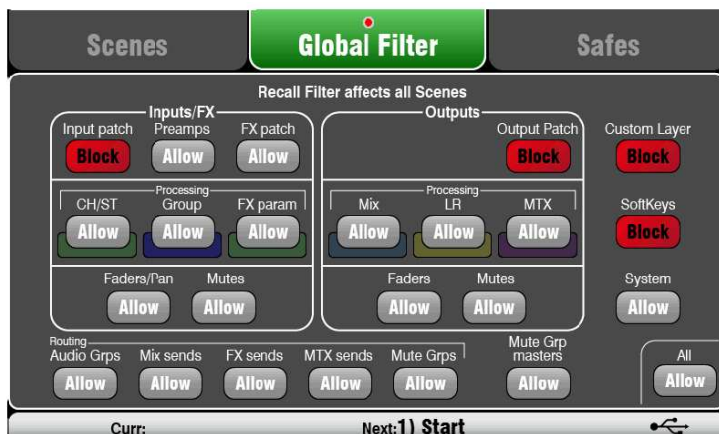 Scenes Global Filter Safes
Recall Filter affects all Scenes
Inputs/FX Outputs
Input patch Preamps FX patch Output Patch Custom Layer
Block Allow Allow Block Block
Processing Processing
CH/ST Group FX param Mix LR MTX SoftKeys
Allow Allow Allow Allow Allow Allow Block
Faders/Pan Mutes Faders Mutes System
Allow Allow Allow Allow Allow
Routing
Audio Grps Mix sends FX sends MTX sends Mute Grps Mute Grp masters All
Allow Allow Allow Allow Allow Allow Allow
Curr: Next:1) Start